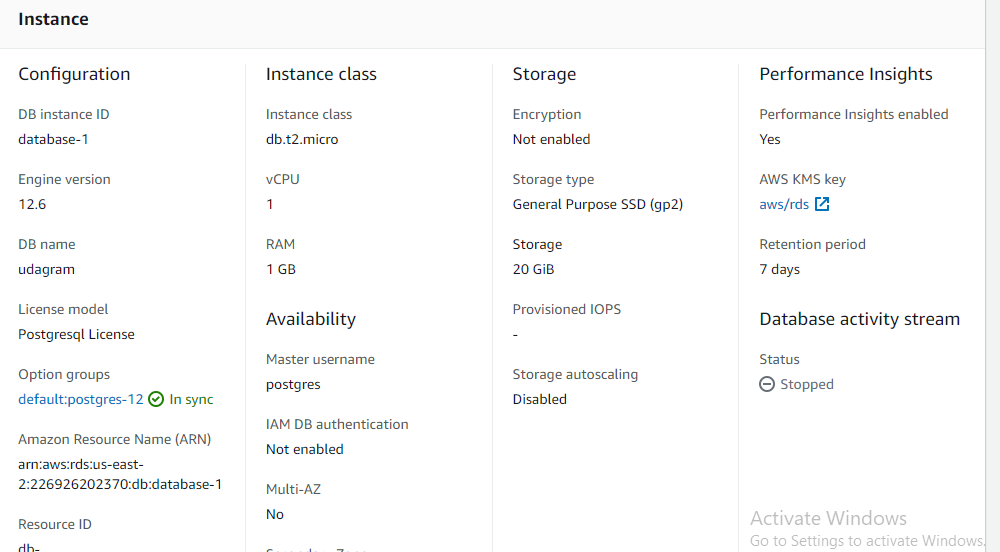 Instance
Configuration
DB instance ID
database-1
Engine version
12.6
DB name
udagram
License model
Postgresql License
Option groups
default:postgres-12 In sync
Amazon Resource Name (ARN)
arn:aws:rds:us-east-
2:226926202370:db:database-1
Resource ID
db-
Instance class
Instance class
db.t2.micro
vCPU
1
RAM
1 GB
Availability
Master username
postgres
IAM DB authentication
Not enabled
Multi-AZ
No
Secondary Zone
Storage
Encryption
Not enabled
Storage type
General Purpose SSD (gp2)
Storage
20 GiB
Provisioned IOPS
-
Storage autoscaling
Disabled
Performance Insights
Performance Insights enabled
Yes
AWS KMS key
aws/rds
Retention period
7 days
Database activity stream
Status
Stopped
Activate Windows
Go to Settings to activate Windows.